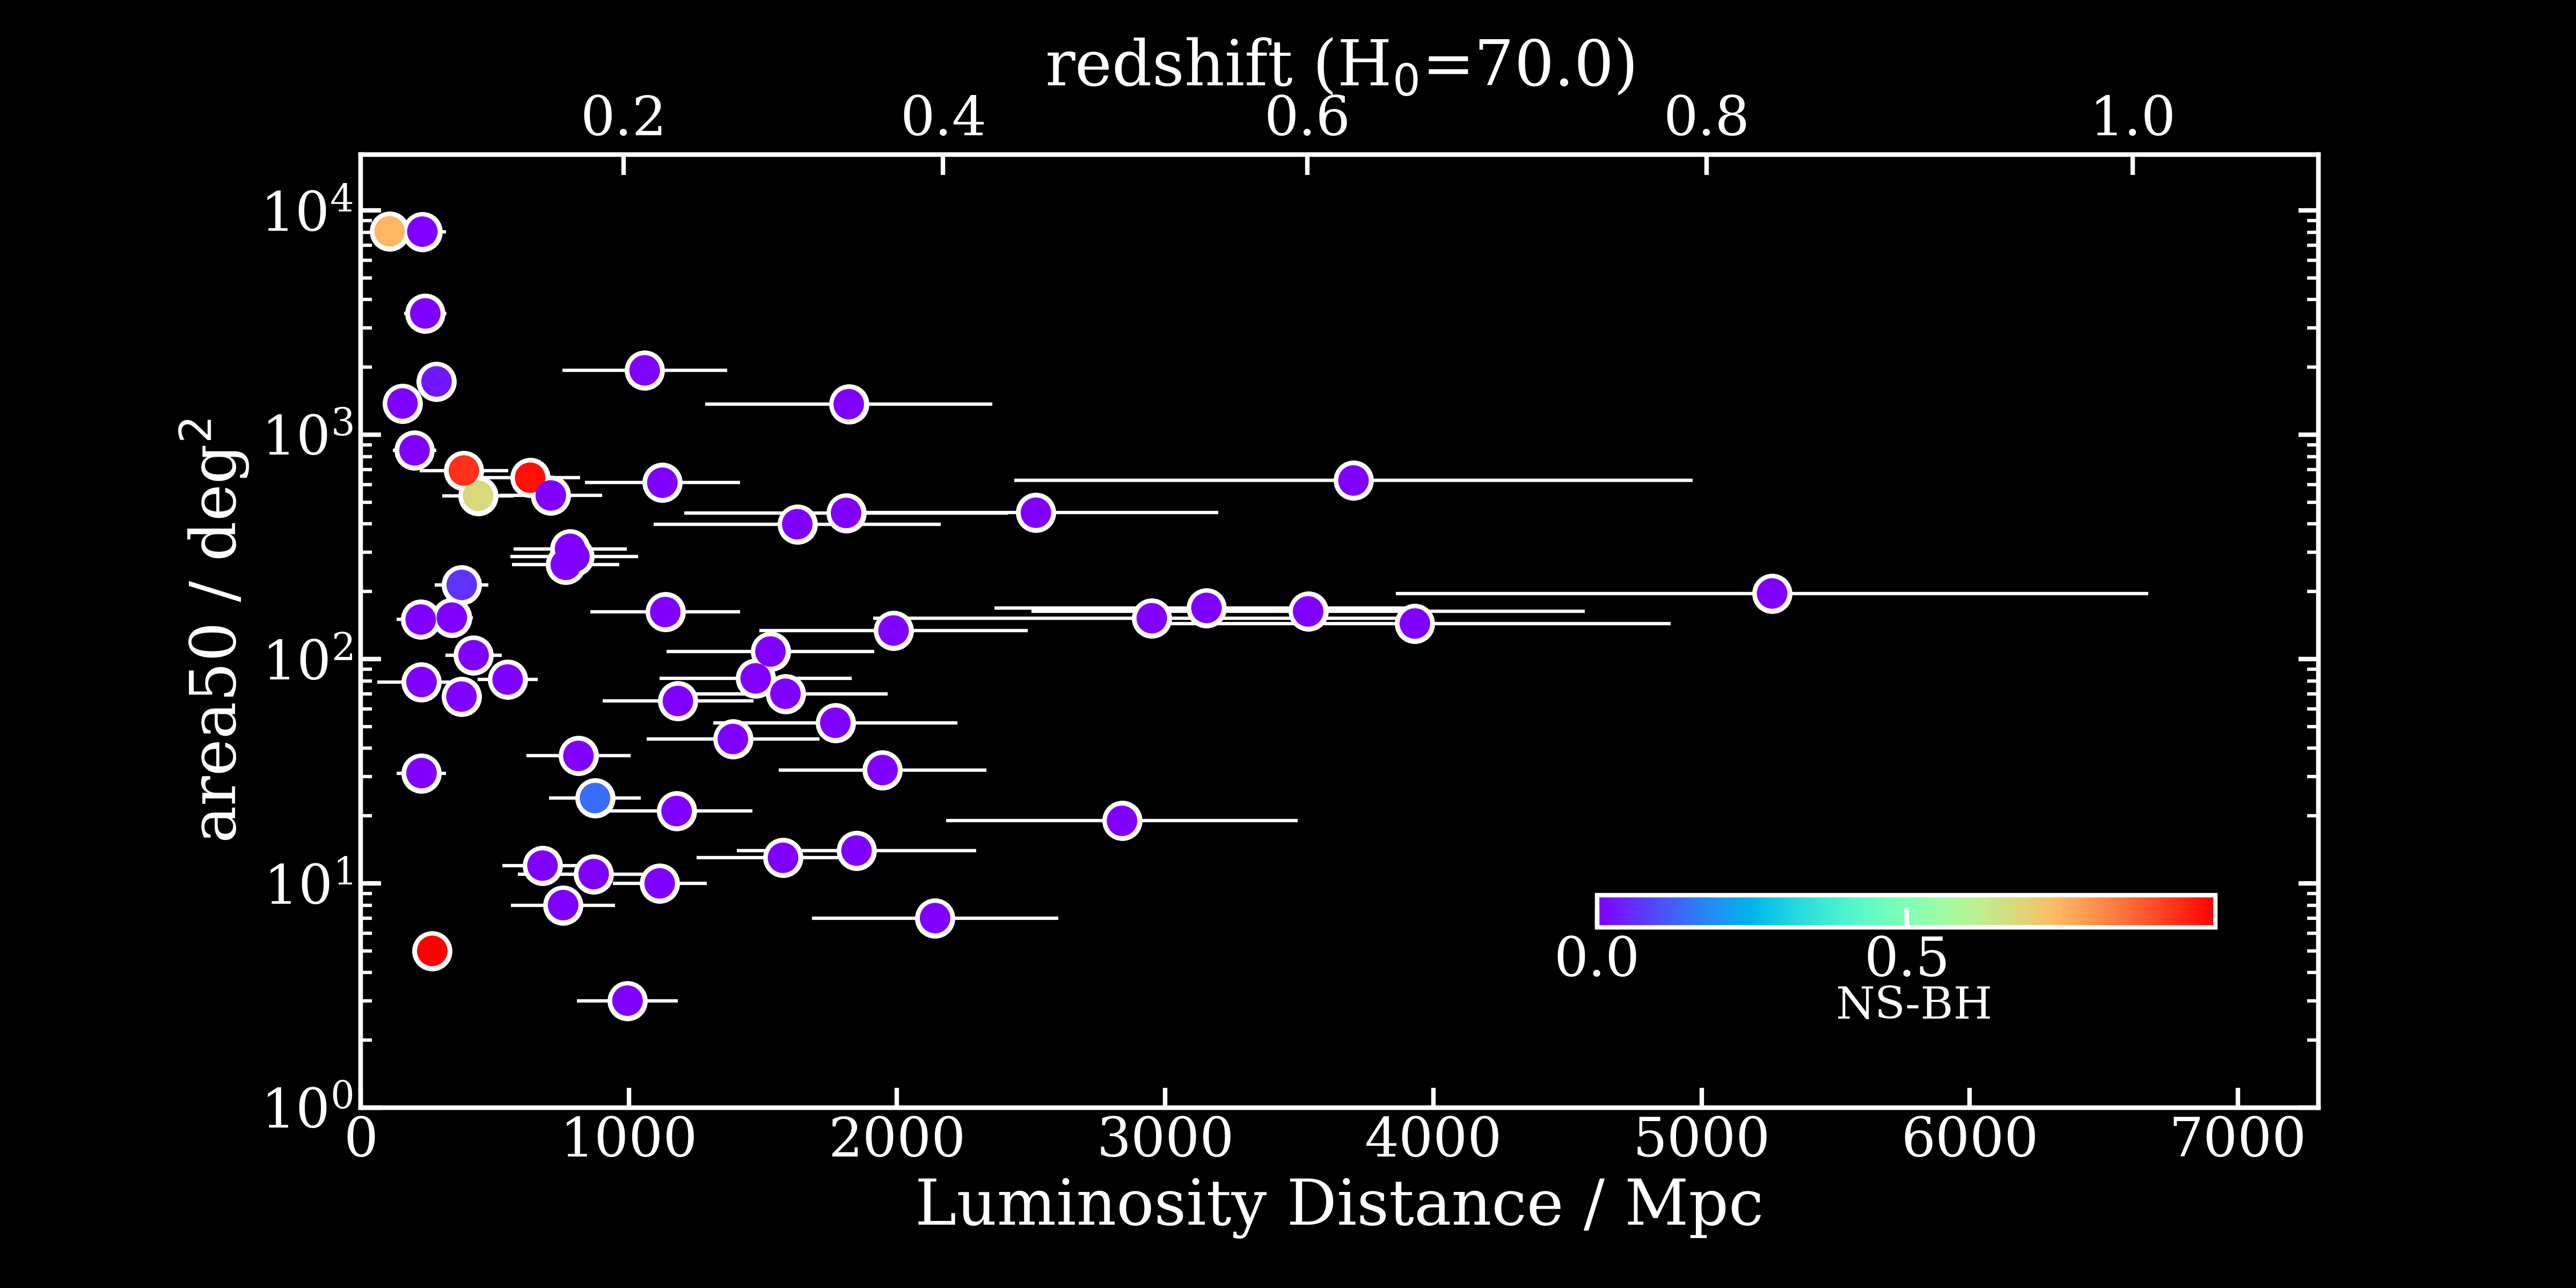 redshift (H₀=70.0)
0.2 0.4 0.6 0.8 1.0
10⁴
10³
10²
10¹
10⁰
area50 / deg²
0.0 0.5
NS-BH
0 1000 2000 3000 4000 5000 6000 7000
Luminosity Distance / Mpc